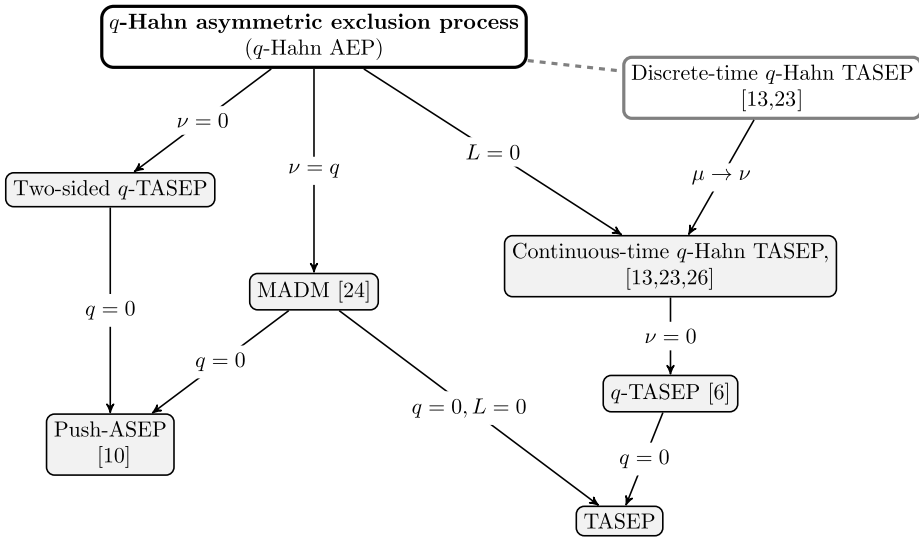 q-Hahn asymmetric exclusion process
(q-Hahn AEP)
Discrete-time q-Hahn TASEP
[13,23]
ν = 0
ν = q
L = 0
μ → ν
Two-sided q-TASEP
Continuous-time q-Hahn TASEP,
[13,23,26]
MADM [24]
q = 0
ν = 0
q = 0
q-TASEP [6]
q = 0, L = 0
Push-ASEP
[10]
q = 0
TASEP